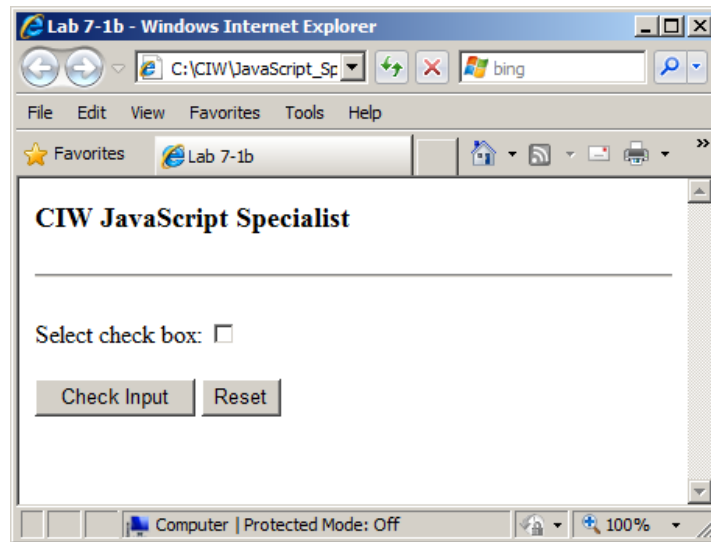 Lab 7-1b - Windows Internet Explorer
C:\CIW\JavaScript_Sp bing
File Edit View Favorites Tools Help
Favorites Lab 7-1b »
CIW JavaScript Specialist
Select check box:
Check Input Reset
Computer | Protected Mode: Off 100%